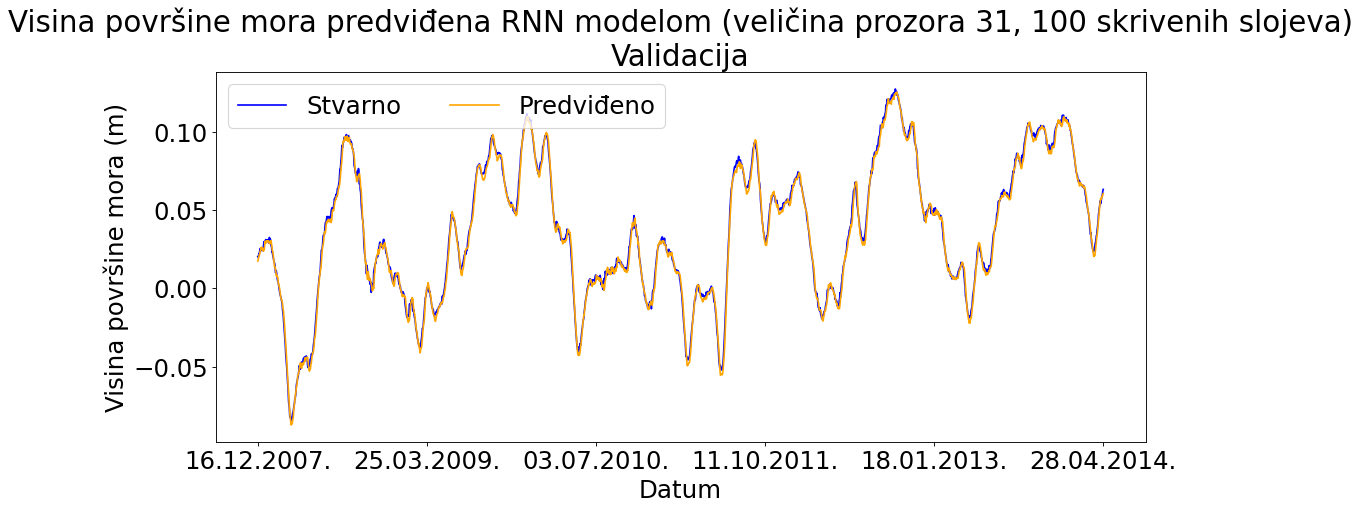 Visina površine mora predviđena RNN modelom (veličina prozora 31, 100 skrivenih slojeva)
Validacija
Stvarno Predviđeno
Visina površine mora (m)
0.10
0.05
0.00
−0.05
16.12.2007. 25.03.2009. 03.07.2010. 11.10.2011. 18.01.2013. 28.04.2014.
Datum